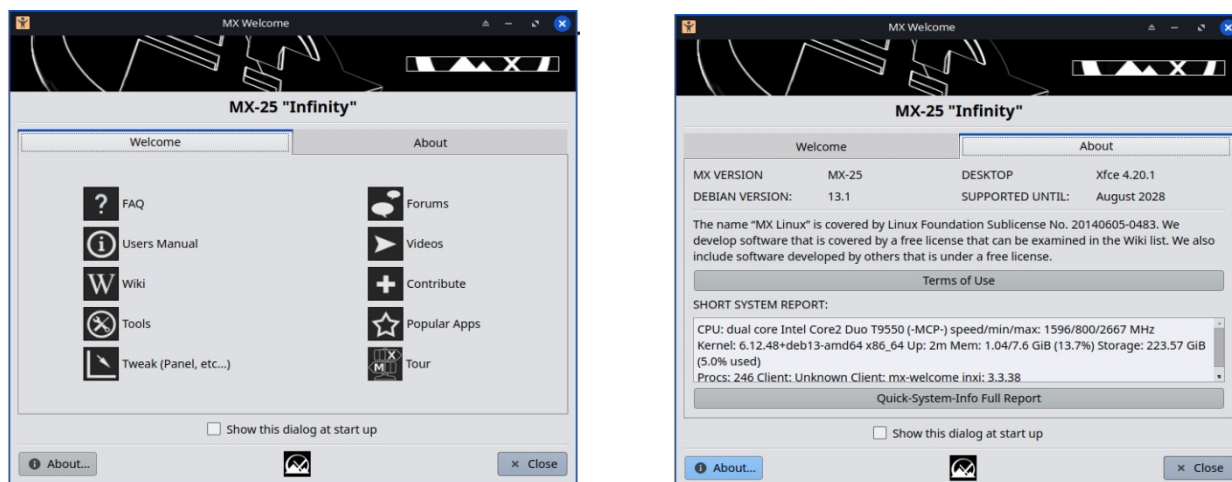 MX Welcome
MX
MX-25 "Infinity"
Welcome About
FAQ Forums
Users Manual Videos
Wiki Contribute
Tools Popular Apps
Tweak (Panel, etc...) Tour
Show this dialog at start up
About... Close
MX Welcome
MX
MX-25 "Infinity"
Welcome About
MX VERSION MX-25 DESKTOP Xfce 4.20.1
DEBIAN VERSION: 13.1 SUPPORTED UNTIL: August 2028
The name “MX Linux” is covered by Linux Foundation Sublicense No. 20140605-0483. We
develop software that is covered by a free license that can be examined in the Wiki list. We also
include software developed by others that is under a free license.
Terms of Use
SHORT SYSTEM REPORT:
CPU: dual core Intel Core2 Duo T9550 (-MCP-) speed/min/max: 1596/800/2667 MHz
Kernel: 6.12.48+deb13-amd64 x86_64 Up: 2m Mem: 1.04/7.6 GiB (13.7%) Storage: 223.57 GiB
(5.0% used)
Procs: 246 Client: Unknown Client: mx-welcome inxi: 3.3.38
Quick-System-Info Full Report
Show this dialog at start up
About... Close